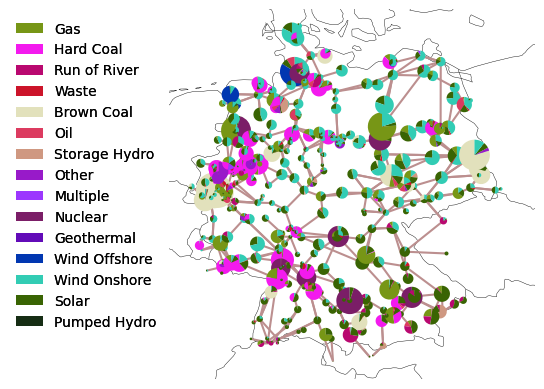 Gas
Hard Coal
Run of River
Waste
Brown Coal
Oil
Storage Hydro
Other
Multiple
Nuclear
Geothermal
Wind Offshore
Wind Onshore
Solar
Pumped Hydro